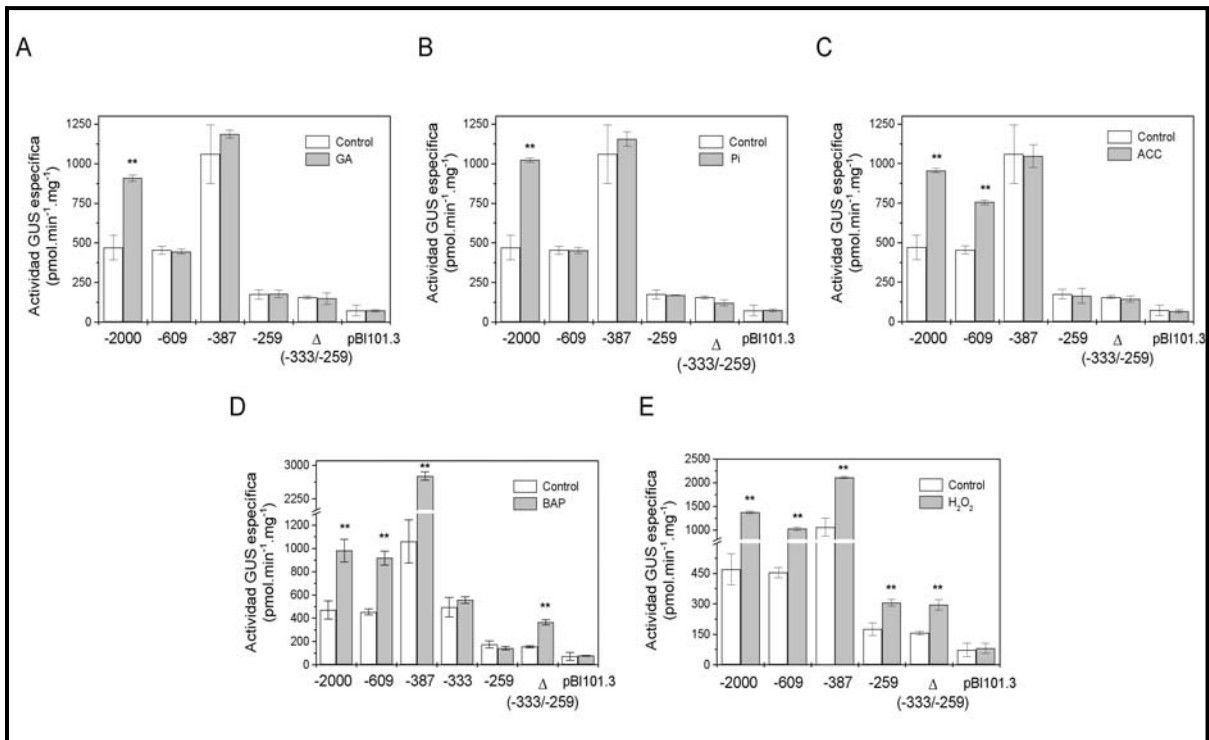 A
Actividad GUS específica
(pmol.min⁻¹.mg⁻¹)
1250
1000
750
500
250
0
Control
GA
**
-2000 -609 -387 -259 Δ pBI101.3
(-333/-259)
B
Actividad GUS específica
(pmol.min⁻¹.mg⁻¹)
1250
1000
750
500
250
0
Control
Pi
**
-2000 -609 -387 -259 Δ pBI101.3
(-333/-259)
C
Actividad GUS específica
(pmol.min⁻¹.mg⁻¹)
1250
1000
750
500
250
0
Control
ACC
** **
-2000 -609 -387 -259 Δ pBI101.3
(-333/-259)
D
Actividad GUS específica
(pmol.min⁻¹.mg⁻¹)
3000
2500
1200
1000
800
600
400
200
0
Control
BAP
** ** ** **
-2000 -609 -387 -333 -259 Δ pBI101.3
(-333/-259)
E
Actividad GUS específica
(pmol.min⁻¹.mg⁻¹)
2500
2000
1500
1000
450
300
150
0
Control
H₂O₂
** ** ** ** **
-2000 -609 -387 -259 Δ pBI101.3
(-333/-259)